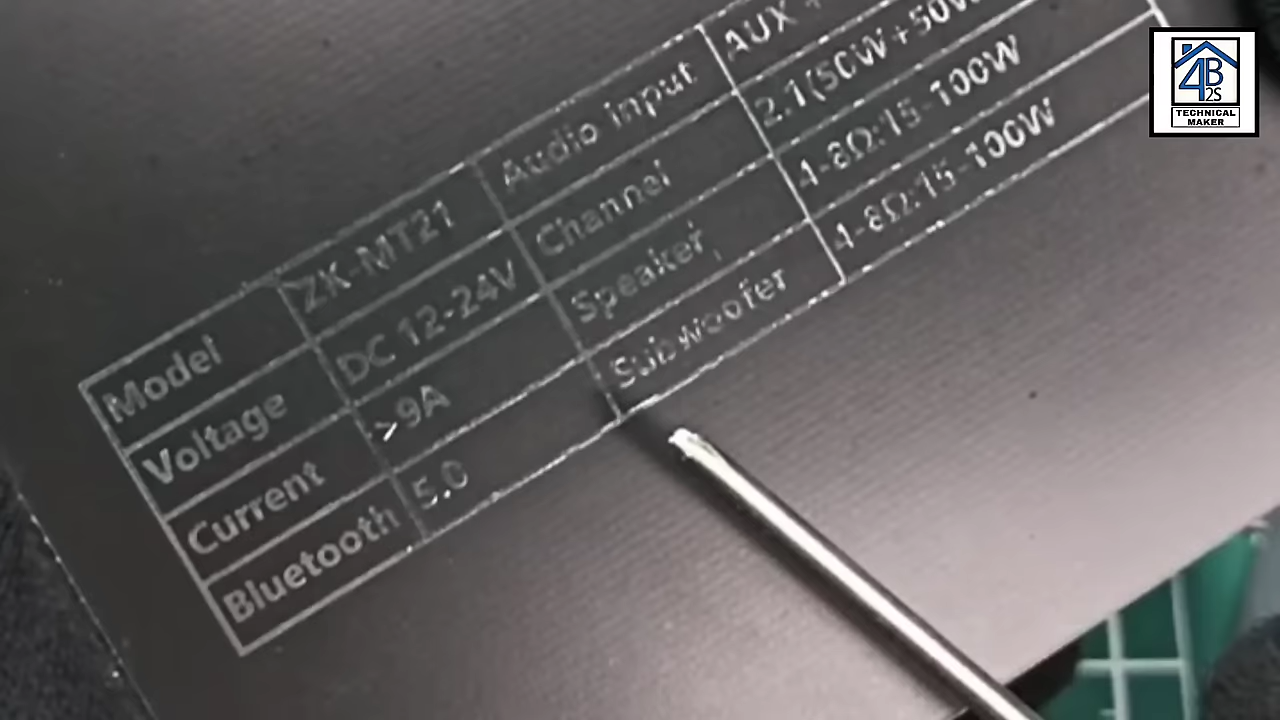 Model ZK-MT21 Audio input AUX +
Voltage DC 12-24V Channel 2.1(50W+50W
Current >9A Speaker 4-8Ω:15-100W
Bluetooth 5.0 Subwoofer 4-8Ω:15-100W
4B2S
TECHNICAL
MAKER